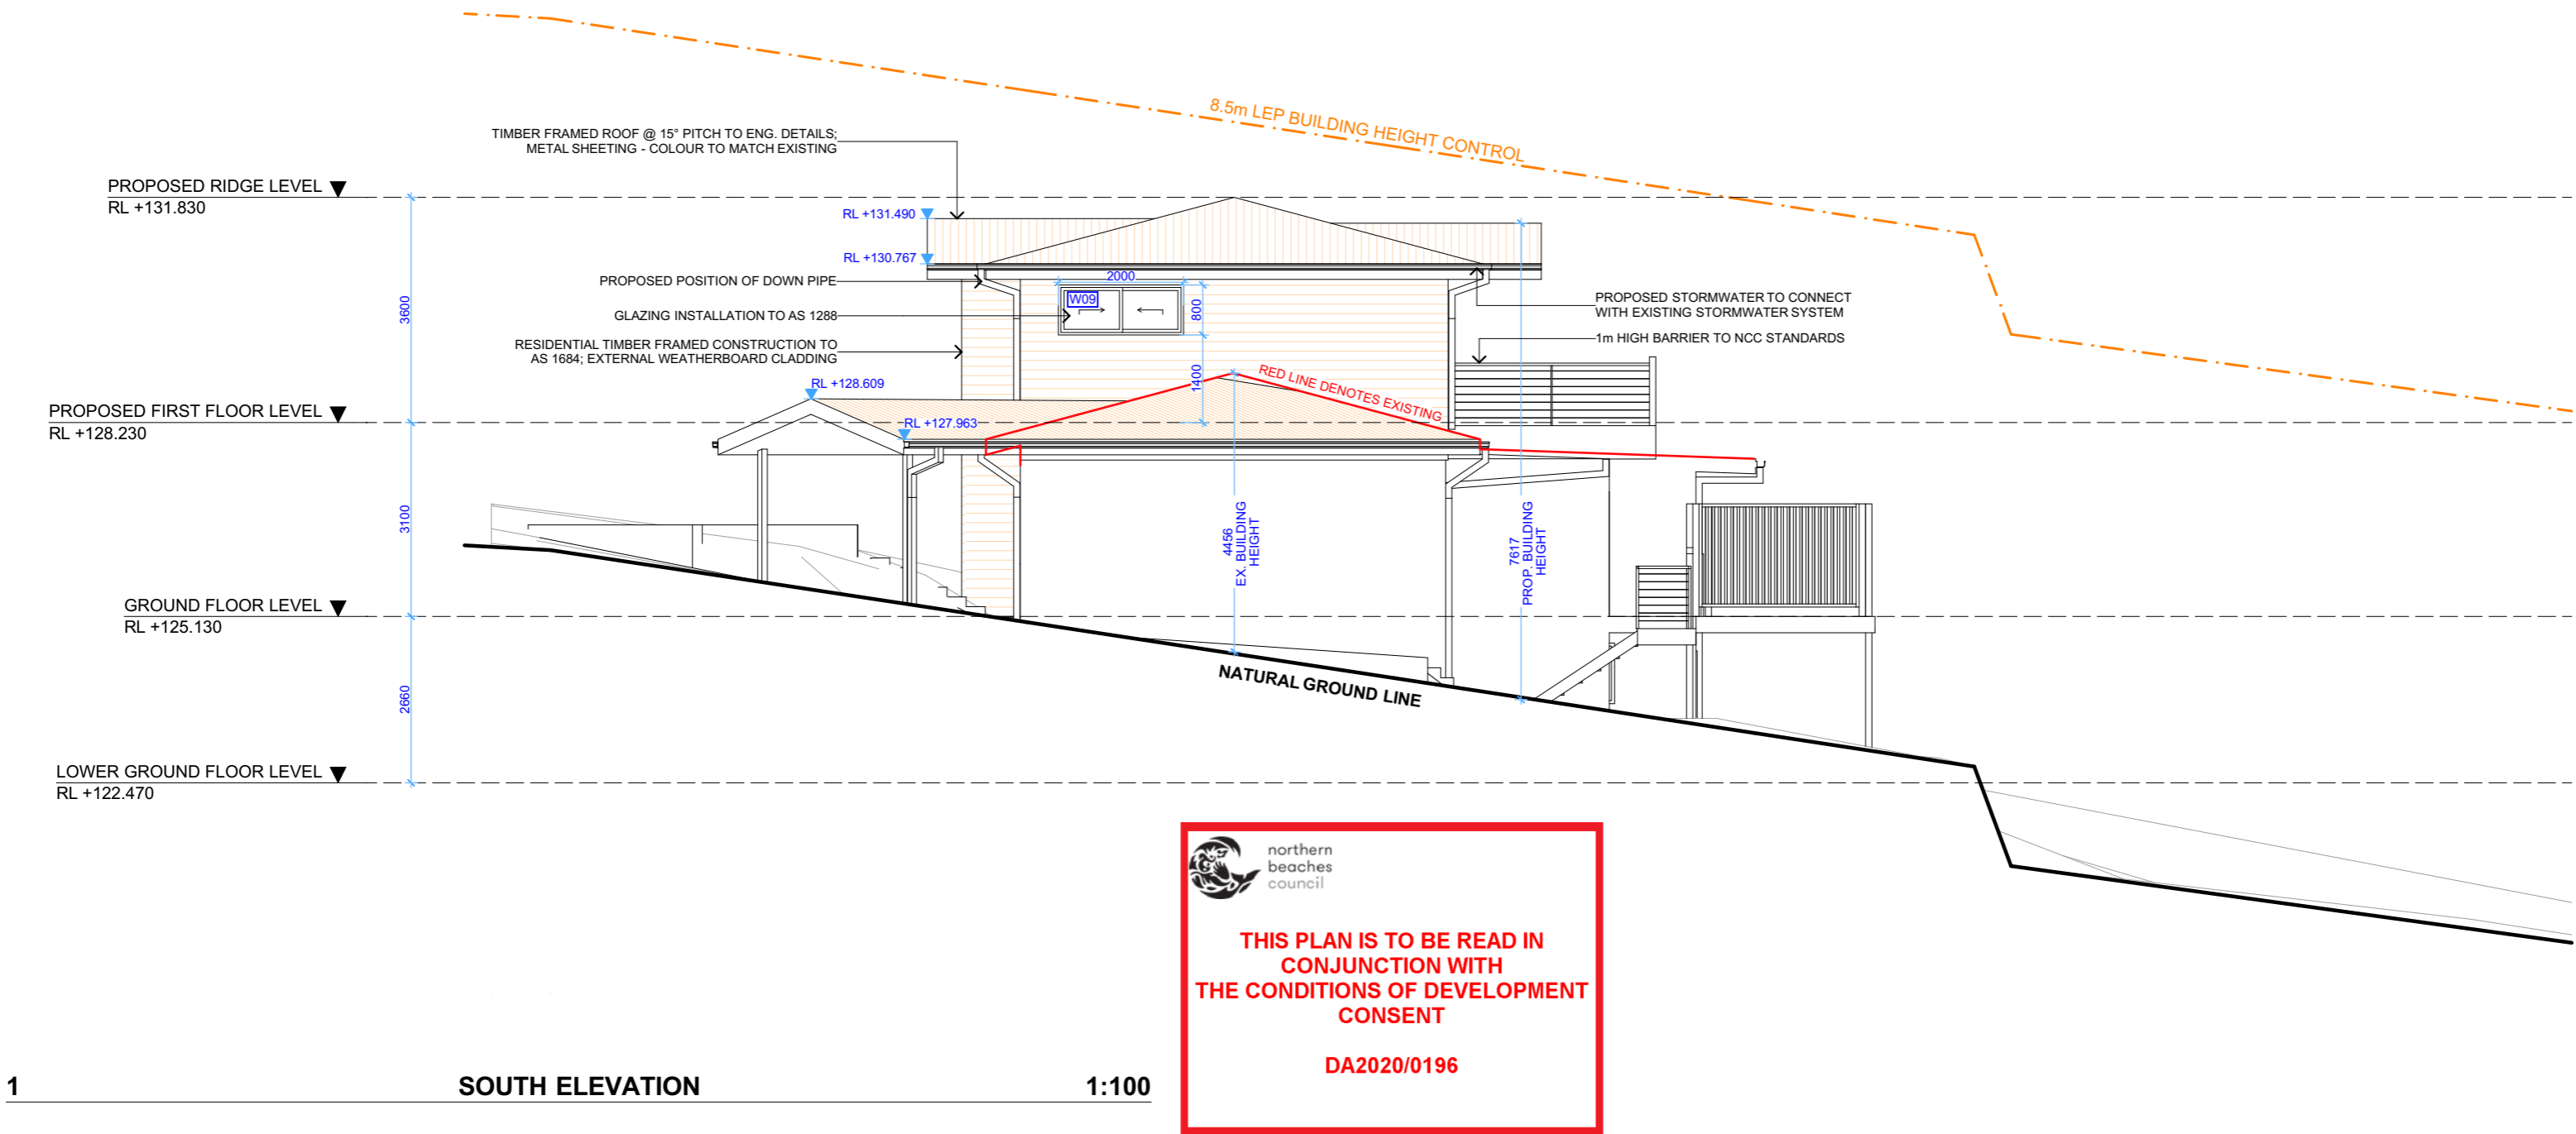 8.5m LEP BUILDING HEIGHT CONTROL
TIMBER FRAMED ROOF @ 15° PITCH TO ENG. DETAILS;
METAL SHEETING - COLOUR TO MATCH EXISTING
PROPOSED RIDGE LEVEL
RL +131.830
RL +131.490
RL +130.767
PROPOSED POSITION OF DOWN PIPE
2000
W09
800
3600
GLAZING INSTALLATION TO AS 1288
PROPOSED STORMWATER TO CONNECT
WITH EXISTING STORMWATER SYSTEM
RESIDENTIAL TIMBER FRAMED CONSTRUCTION TO
AS 1684; EXTERNAL WEATHERBOARD CLADDING
1m HIGH BARRIER TO NCC STANDARDS
1400
RED LINE DENOTES EXISTING
RL +128.609
PROPOSED FIRST FLOOR LEVEL
RL +128.230
RL +127.963
3100
4456
EX. BUILDING
HEIGHT
7617
PROP. BUILDING
HEIGHT
GROUND FLOOR LEVEL
RL +125.130
NATURAL GROUND LINE
2660
LOWER GROUND FLOOR LEVEL
RL +122.470
northern
beaches
council
THIS PLAN IS TO BE READ IN
CONJUNCTION WITH
THE CONDITIONS OF DEVELOPMENT
CONSENT
DA2020/0196
1 SOUTH ELEVATION 1:100